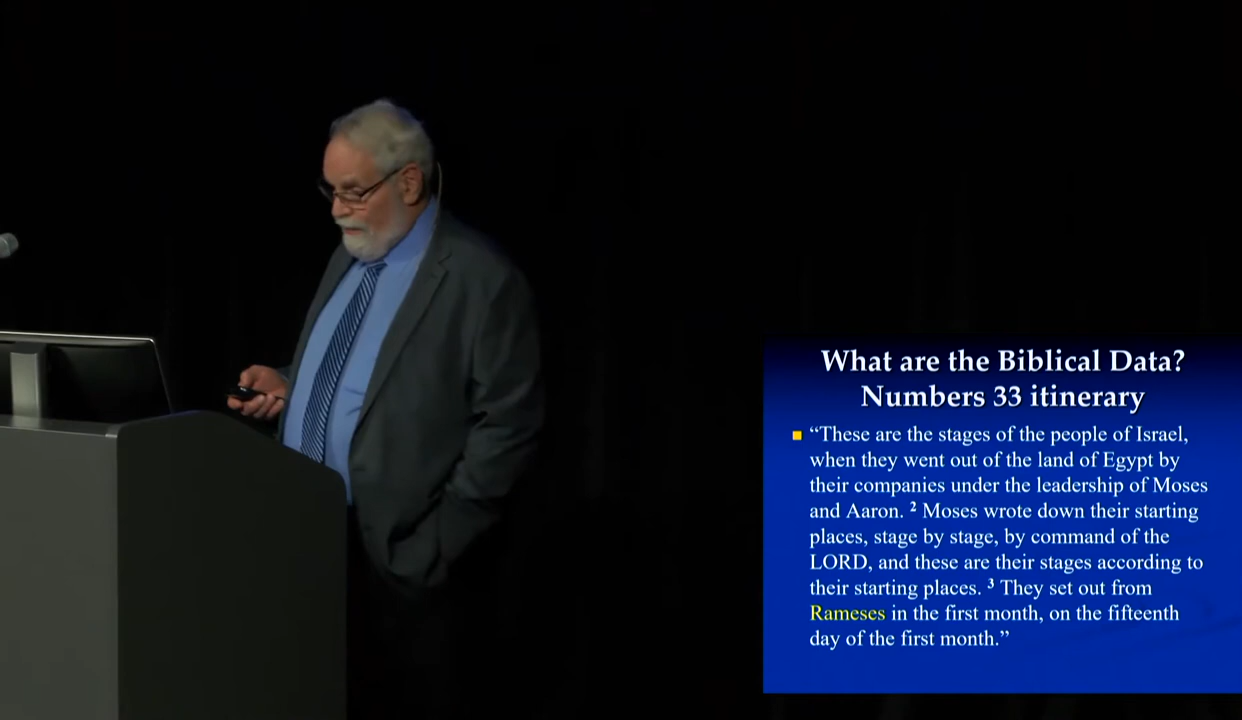 What are the Biblical Data?
Numbers 33 itinerary
“These are the stages of the people of Israel,
when they went out of the land of Egypt by
their companies under the leadership of Moses
and Aaron. ² Moses wrote down their starting
places, stage by stage, by command of the
LORD, and these are their stages according to
their starting places. ³ They set out from
Rameses in the first month, on the fifteenth
day of the first month.”